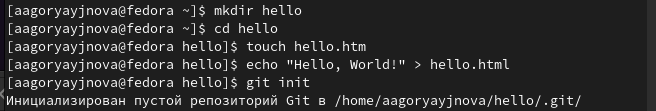 [aagoryayjnova@fedora ~]$ mkdir hello
[aagoryayjnova@fedora ~]$ cd hello
[aagoryayjnova@fedora hello]$ touch hello.htm
[aagoryayjnova@fedora hello]$ echo "Hello, World!" > hello.html
[aagoryayjnova@fedora hello]$ git init
Инициализирован пустой репозиторий Git в /home/aagoryayjnova/hello/.git/